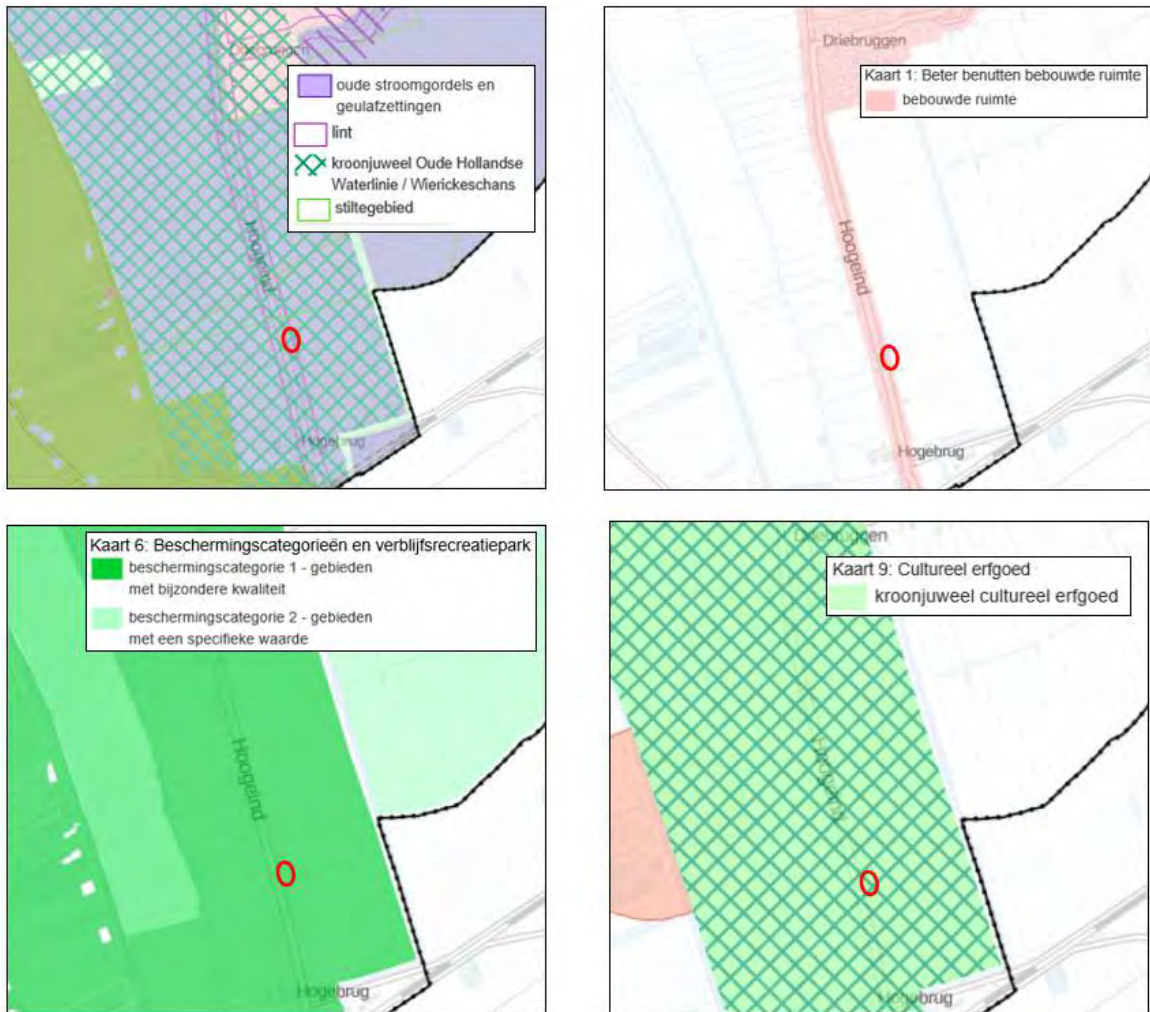 Driebruggen
oude stroomgordels en
geulafzettingen
lint
kroonjuweel Oude Hollandse
Waterlinie / Wierickeschans
stiltegebied
Hoogeind
Hogebrug
Driebruggen
Kaart 1: Beter benutten bebouwde ruimte
bebouwde ruimte
Hoogeind
Hogebrug
Kaart 6: Beschermingscategorieën en verblijfsrecreatiepark
beschermingscategorie 1 - gebieden
met bijzondere kwaliteit
beschermingscategorie 2 - gebieden
met een specifieke waarde
Hoogeind
Hogebrug
Driebruggen
Kaart 9: Cultureel erfgoed
kroonjuweel cultureel erfgoed
Hoogeind
Hogebrug